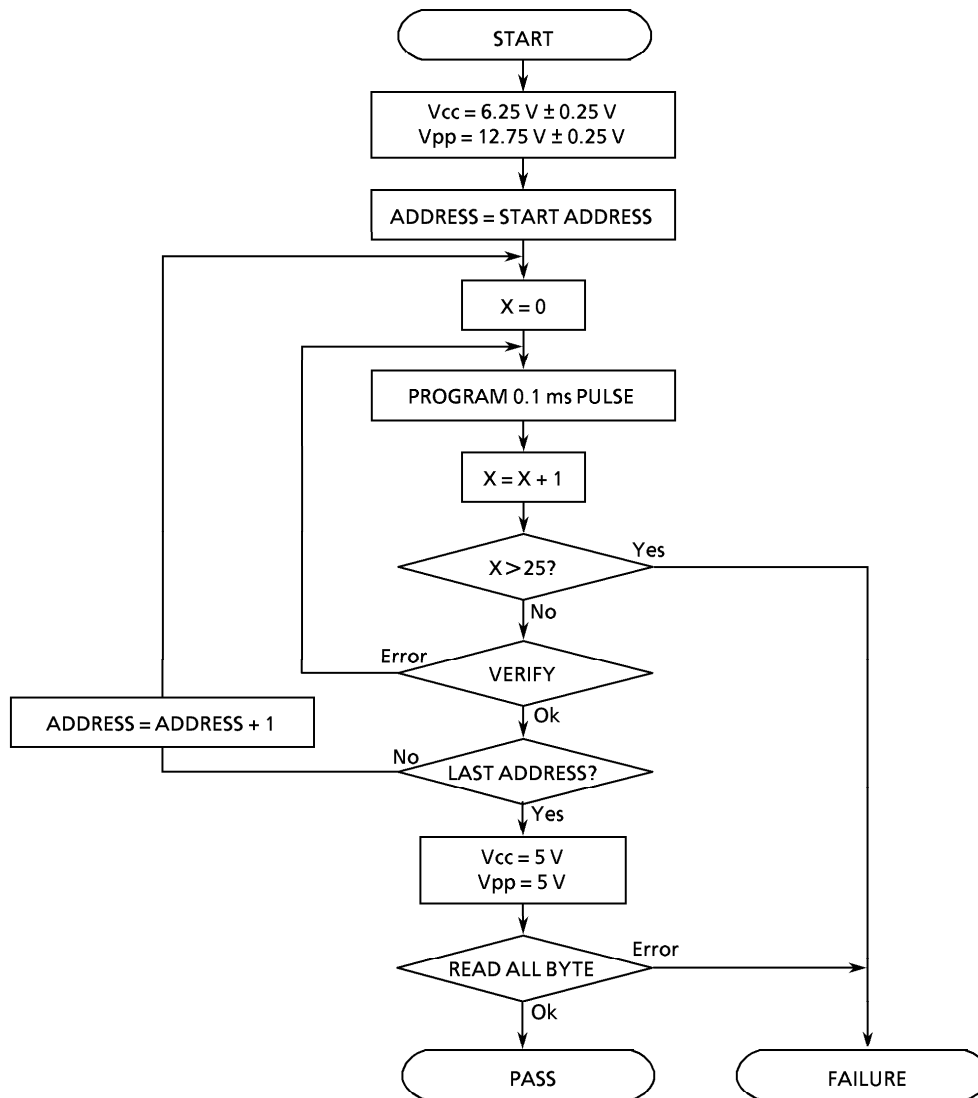 START
Vcc = 6.25 V ± 0.25 V
Vpp = 12.75 V ± 0.25 V
ADDRESS = START ADDRESS
X = 0
PROGRAM 0.1 ms PULSE
X = X + 1
X > 25?
Yes
No
VERIFY
Error
Ok
ADDRESS = ADDRESS + 1
LAST ADDRESS?
No
Yes
Vcc = 5 V
Vpp = 5 V
READ ALL BYTE
Error
Ok
PASS
FAILURE